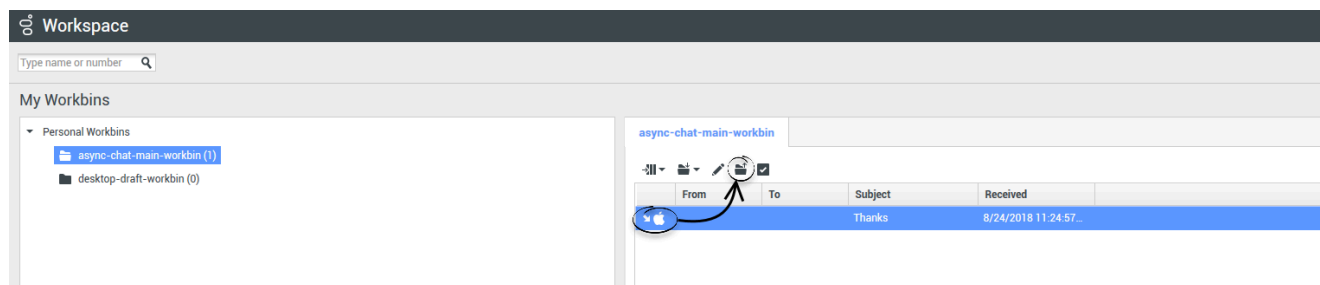 Workspace
Type name or number
My Workbins
Personal Workbins
async-chat-main-workbin (1)
desktop-draft-workbin (0)
async-chat-main-workbin
From To Subject Received
Thanks 8/24/2018 11:24:57...